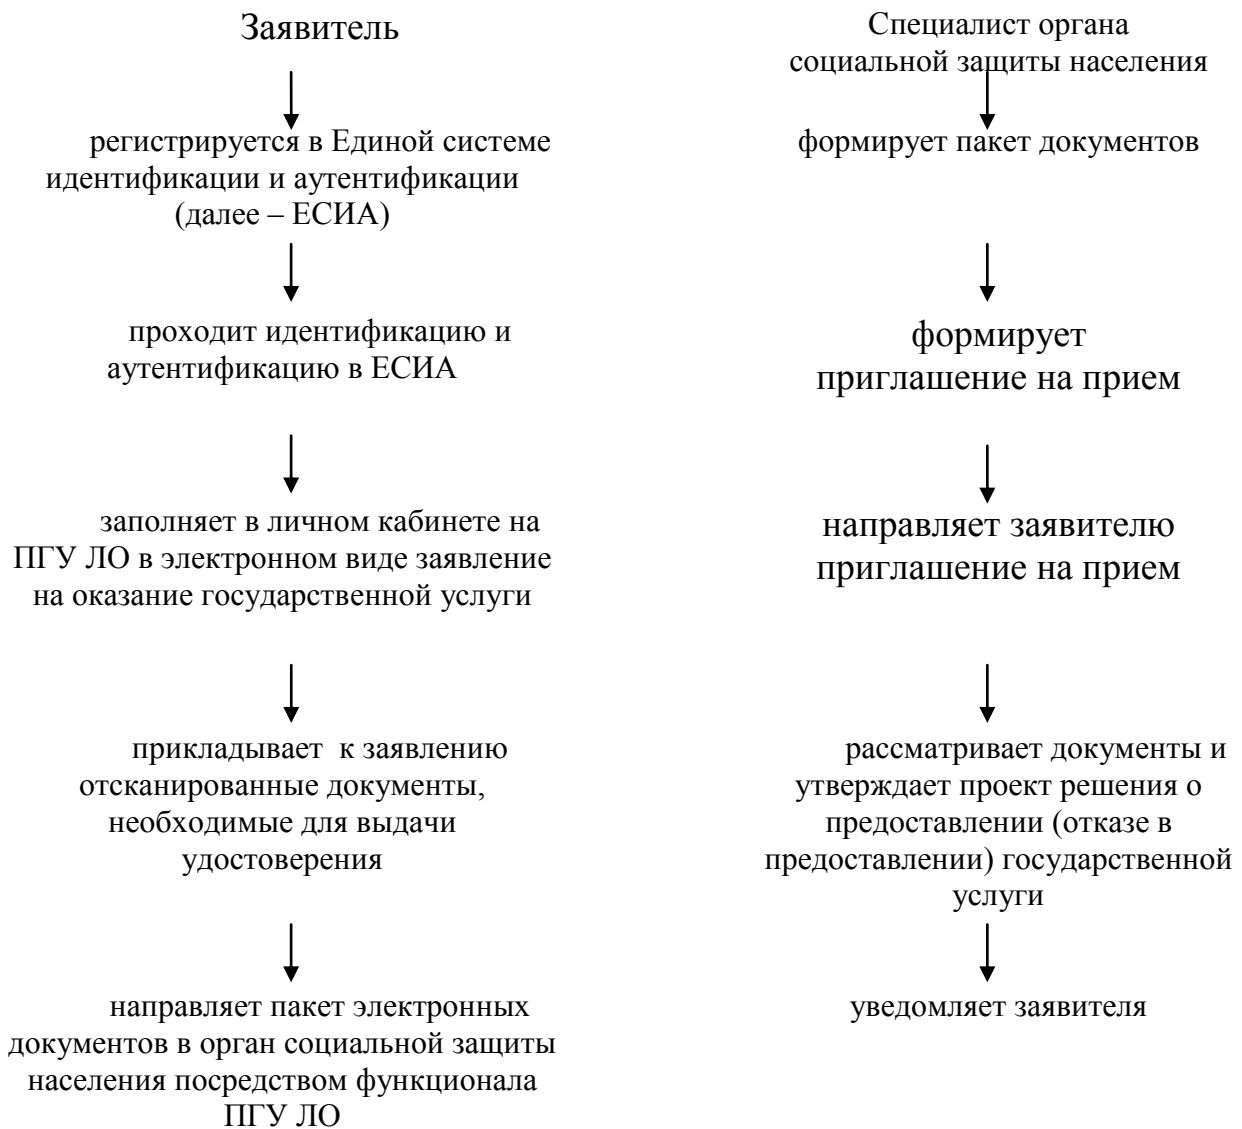 Заявитель
регистрируется в Единой системе
идентификации и аутентификации
(далее – ЕСИА)
проходит идентификацию и
аутентификацию в ЕСИА
заполняет в личном кабинете на
ПГУ ЛО в электронном виде заявление
на оказание государственной услуги
прикладывает к заявлению
отсканированные документы,
необходимые для выдачи
удостоверения
направляет пакет электронных
документов в орган социальной защиты
населения посредством функционала
ПГУ ЛО
Специалист органа
социальной защиты населения
формирует пакет документов
формирует
приглашение на прием
направляет заявителю
приглашение на прием
рассматривает документы и
утверждает проект решения о
предоставлении (отказе в
предоставлении) государственной
услуги
уведомляет заявителя